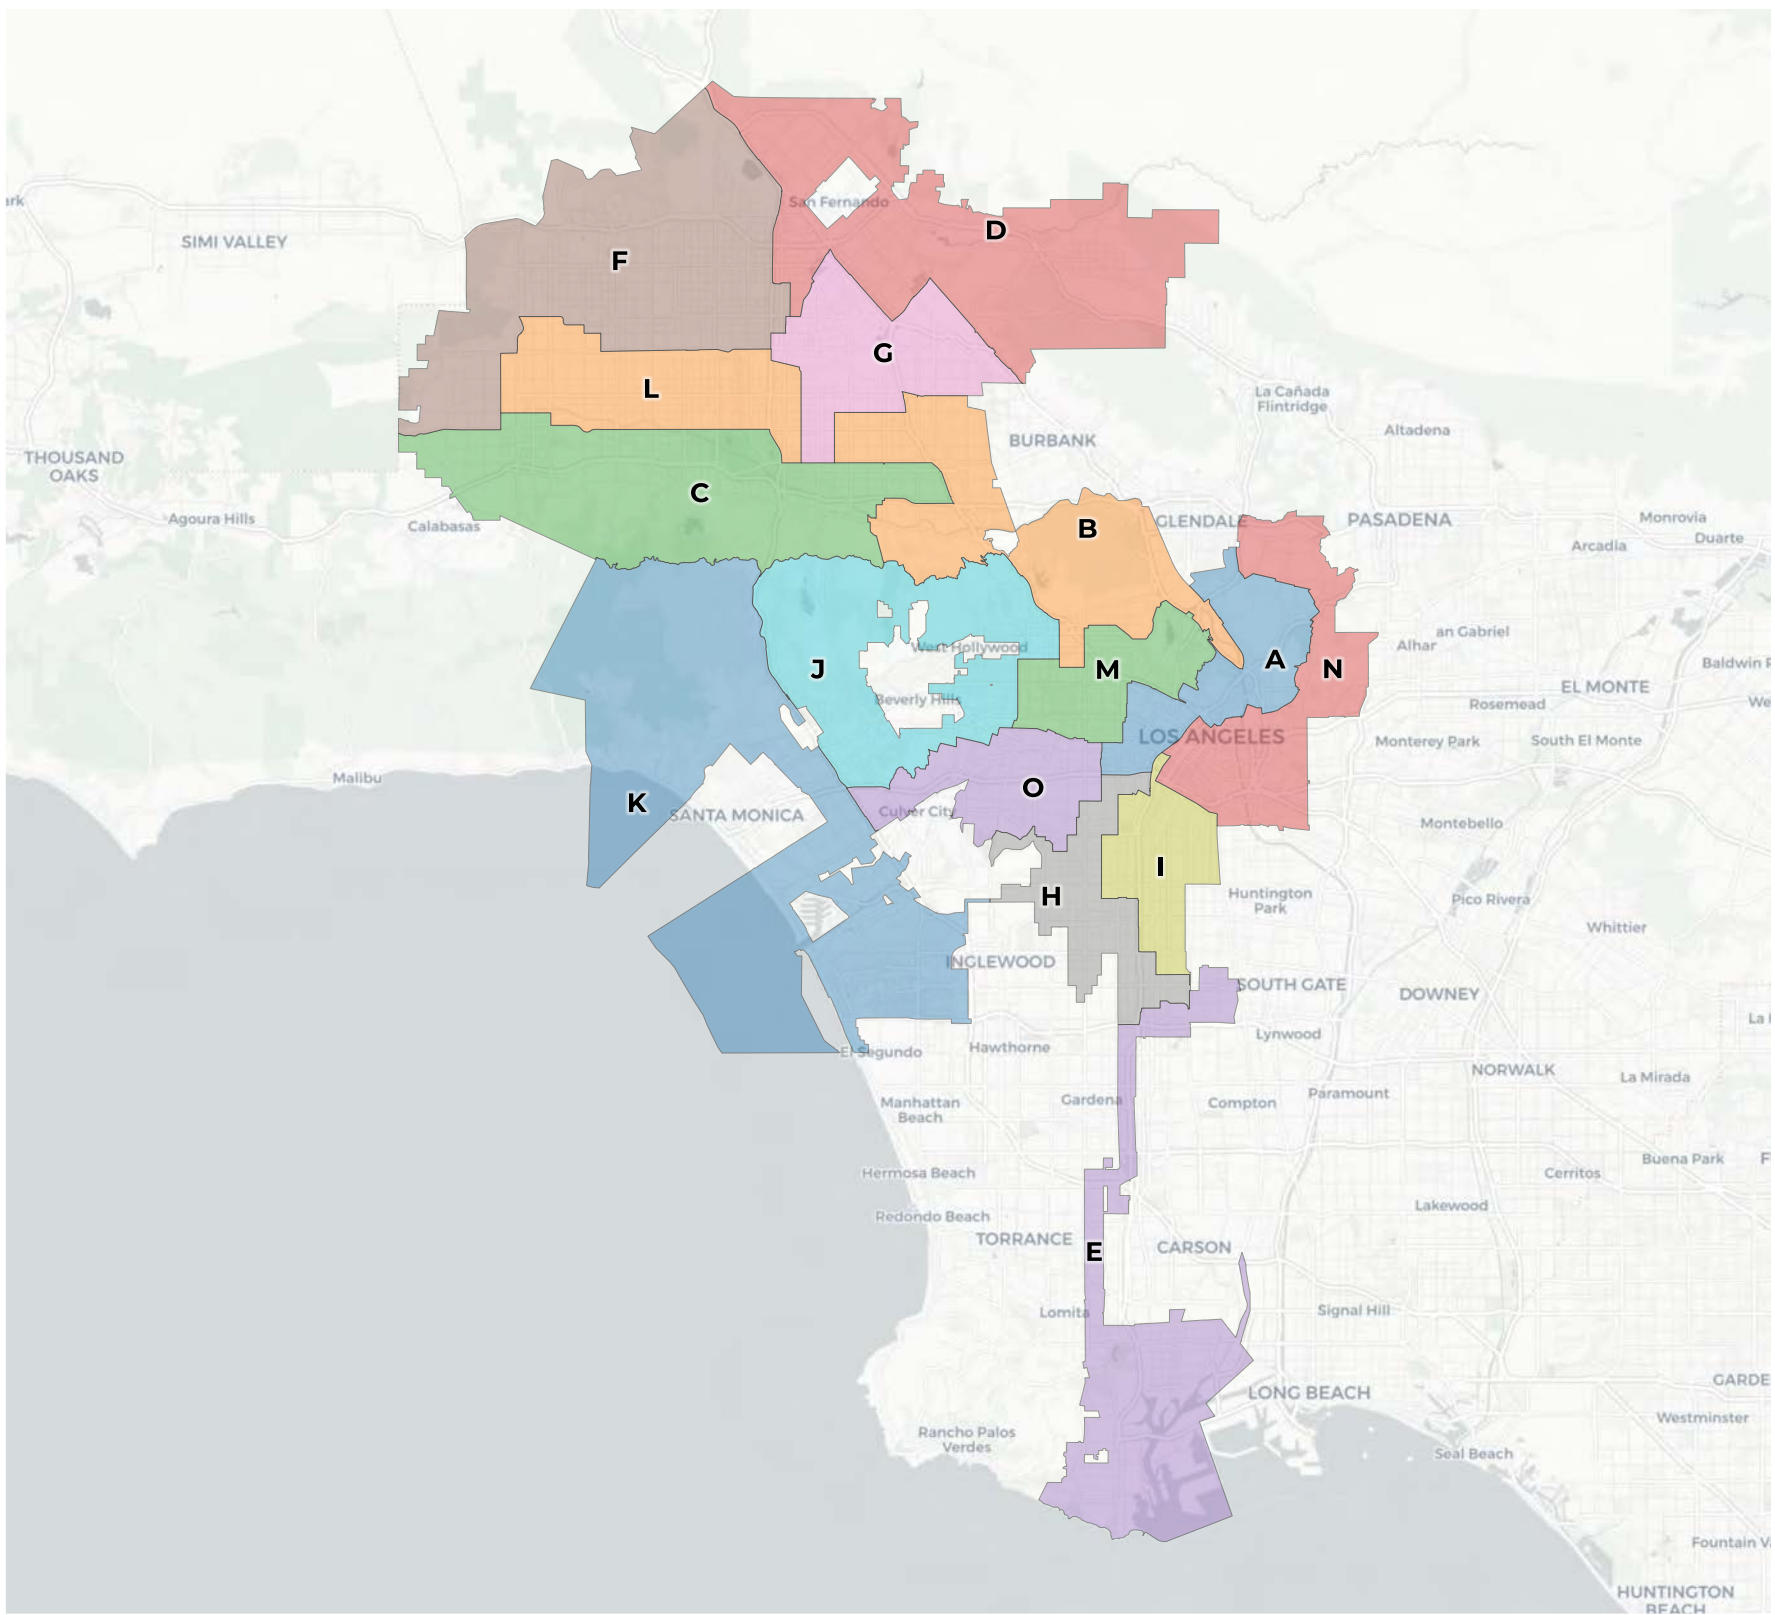 San Fernando
ark
D
SIMI VALLEY
F
G
L
La Cañada
Flintridge
Altadena
BURBANK
THOUSAND
OAKS
C
Agoura Hills
Calabasas
B
GLENDALE
PASADENA
Monrovia
Arcadia
Duarte
an Gabriel
Alhar
West Hollywood
J
M
A
N
Baldwin P
EL MONTE
Beverly Hills
Rosemead
We
LOS ANGELES
Monterey Park
South El Monte
Malibu
K
O
SANTA MONICA
Culver City
Montebello
I
H
Huntington
Park
Pico Rivera
Whittier
INGLEWOOD
SOUTH GATE
DOWNEY
La H
Lynwood
El Segundo
Hawthorne
NORWALK
La Mirada
Manhattan
Beach
Gardena
Compton
Paramount
Hermosa Beach
Cerritos
Buena Park
F
Lakewood
Redondo Beach
TORRANCE
E
CARSON
Lomita
Signal Hill
GARDE
LONG BEACH
Westminster
Rancho Palos
Verdes
Seal Beach
Fountain Va
HUNTINGTON
BEACH